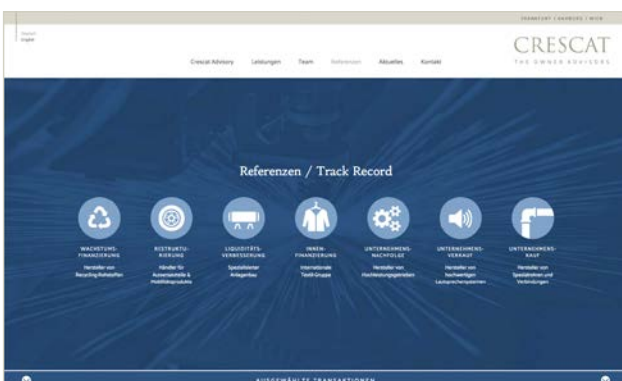 FRANKFURT / HAMBURG / WIEN
Deutsch
English
CRESCAT
THE OWNER ADVISORS
Crescat Advisory Leistungen Team Referenzen Aktuelles Kontakt
Referenzen / Track Record
WACHSTUMS-
FINANZIERUNG
Hersteller von
Recycling-Rohstoffen
RESTRUKTU-
RIERUNG
Händler für
Autoersatzteile &
Mobilitätsprodukte
LIQUIDITÄTS-
VERBESSERUNG
Spezialisierter
Anlagenbau
INNEN-
FINANZIERUNG
Internationale
Textil-Gruppe
UNTERNEHMENS-
NACHFOLGE
Hersteller von
Hochleistungsgetrieben
UNTERNEHMENS-
VERKAUF
Hersteller von
hochwertigen
Lautsprechersystemen
UNTERNEHMENS-
KAUF
Hersteller von
Spezialrohren und
Verbindungen
AUSGEWÄHLTE TRANSAKTIONEN